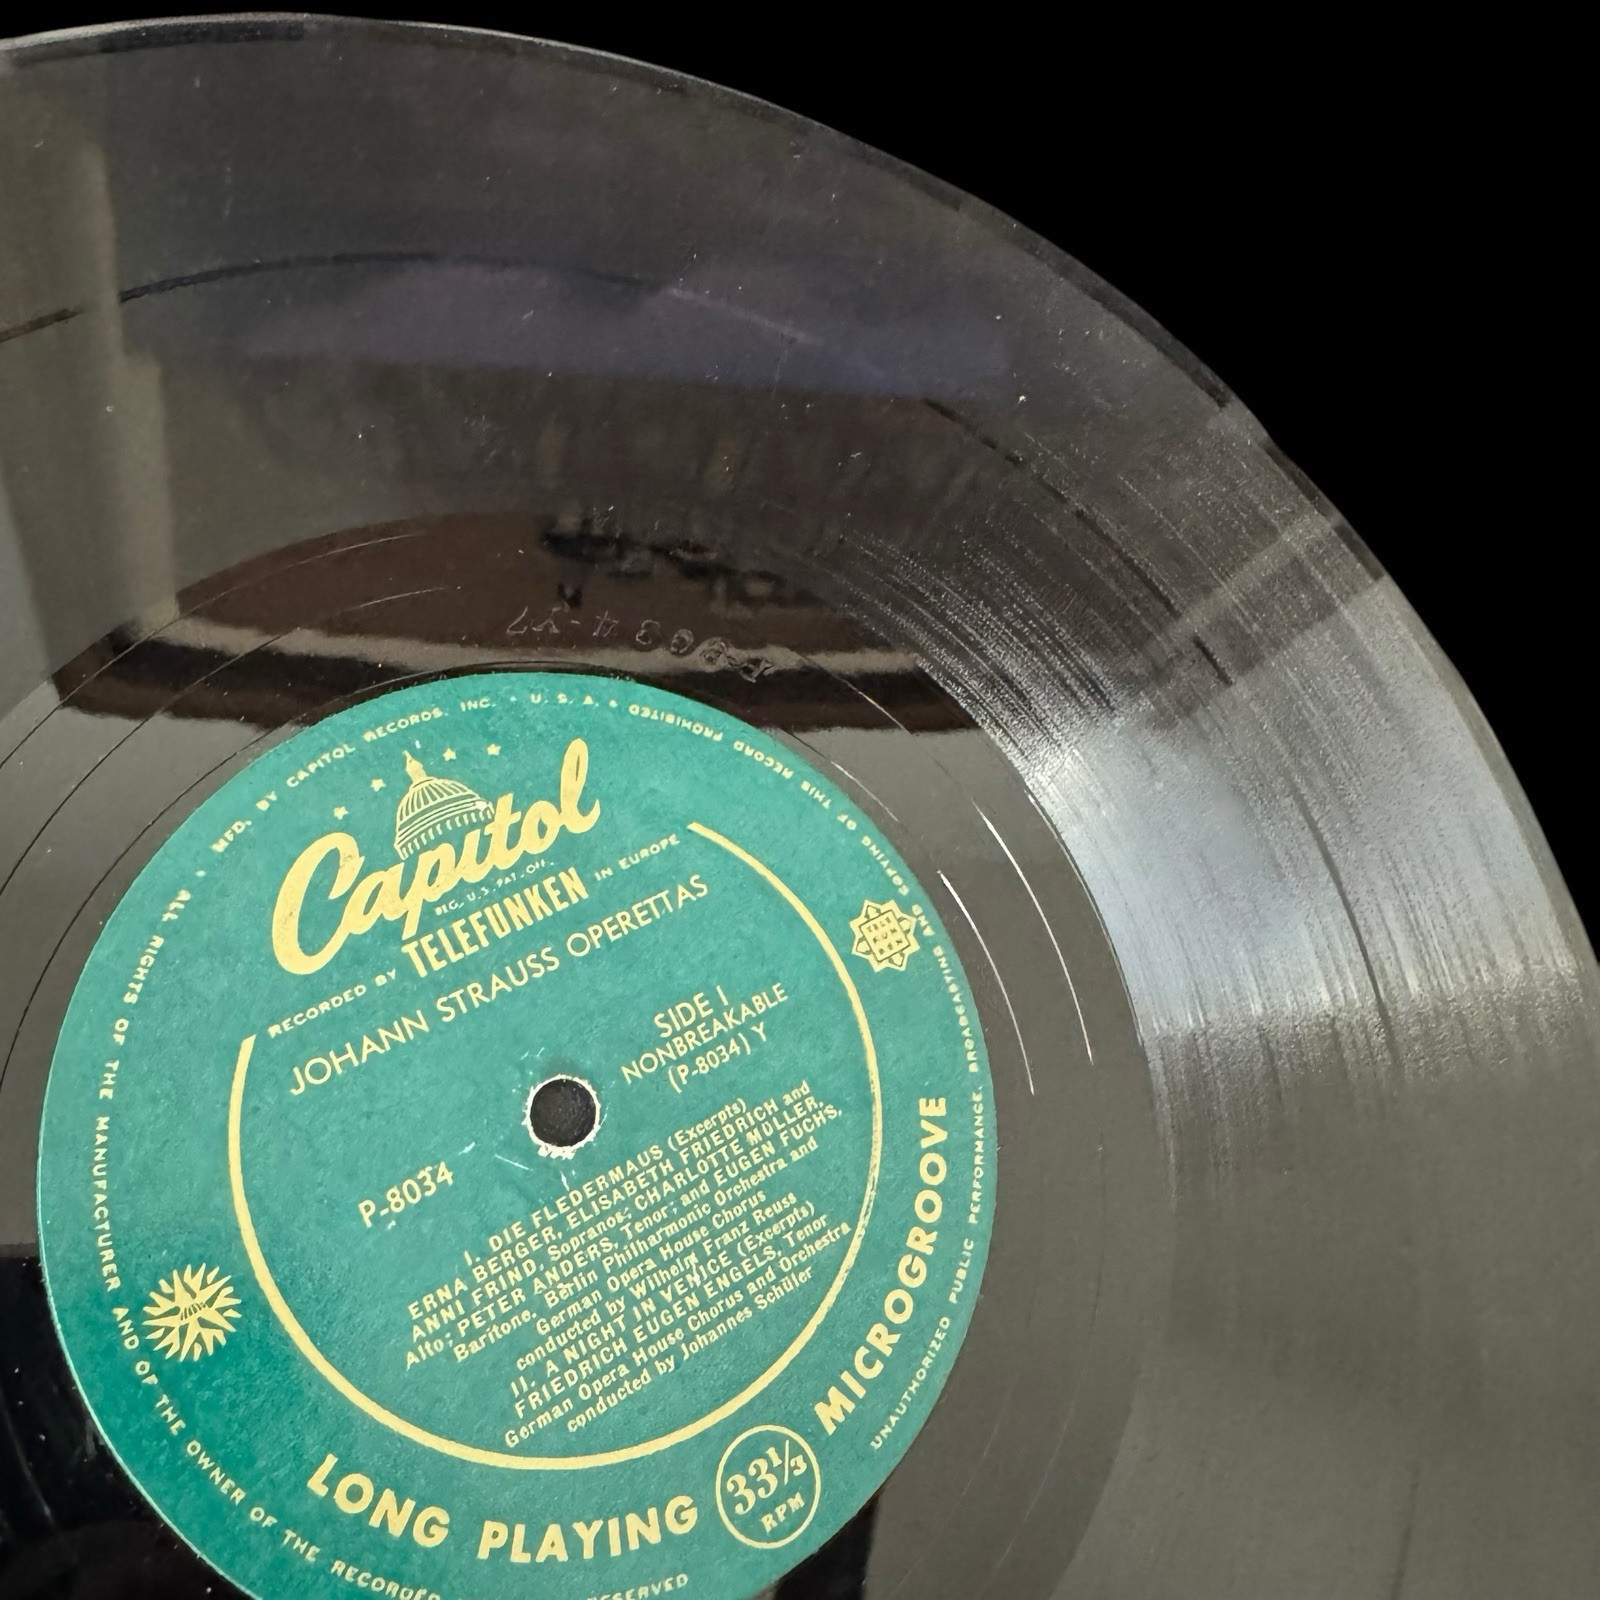 MFD. BY CAPITOL RECORDS, INC. • U. S. A. • UNAUTHORIZED PUBLIC PERFORMANCE, BROADCASTING AND COPYING OF THIS RECORD PROHIBITED
ALL RIGHTS OF THE MANUFACTURER AND OF THE OWNER OF THE RECORDED RESERVED
Capitol
REG. U.S. PAT. OFF.
RECORDED BY TELEFUNKEN IN EUROPE
JOHANN STRAUSS OPERETTAS
SIDE 1
NONBREAKABLE
(P-8034) Y
P-8034
I. DIE FLEDERMAUS (Excerpts)
ERNA BERGER, ELISABETH FRIEDRICH and
ANNI FRIND, Sopranos; CHARLOTTE MULLER,
Alto; PETER ANDERS, Tenor; and EUGEN FUCHS,
Baritone. Berlin Philharmonic Orchestra and
German Opera House Chorus
conducted by Wilhelm Franz Reuss
II. A NIGHT IN VENICE (Excerpts)
FRIEDRICH EUGEN ENGELS, Tenor
German Opera House Chorus and Orchestra
conducted by Johannes Schüler
LONG PLAYING
33⅓
RPM
MICROGROOVE